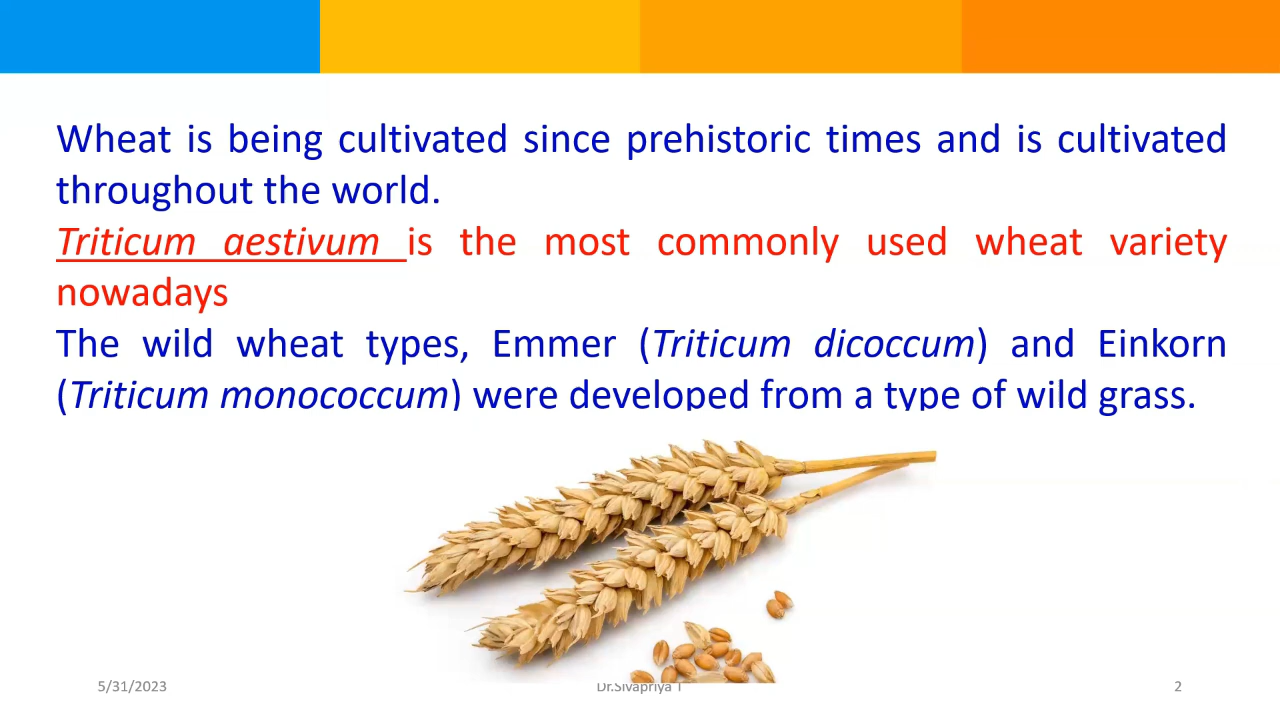 Wheat is being cultivated since prehistoric times and is cultivated
throughout the world.
Triticum aestivum is the most commonly used wheat variety
nowadays
The wild wheat types, Emmer (Triticum dicoccum) and Einkorn
(Triticum monococcum) were developed from a type of wild grass.
5/31/2023
Dr.Sivapriya T
2